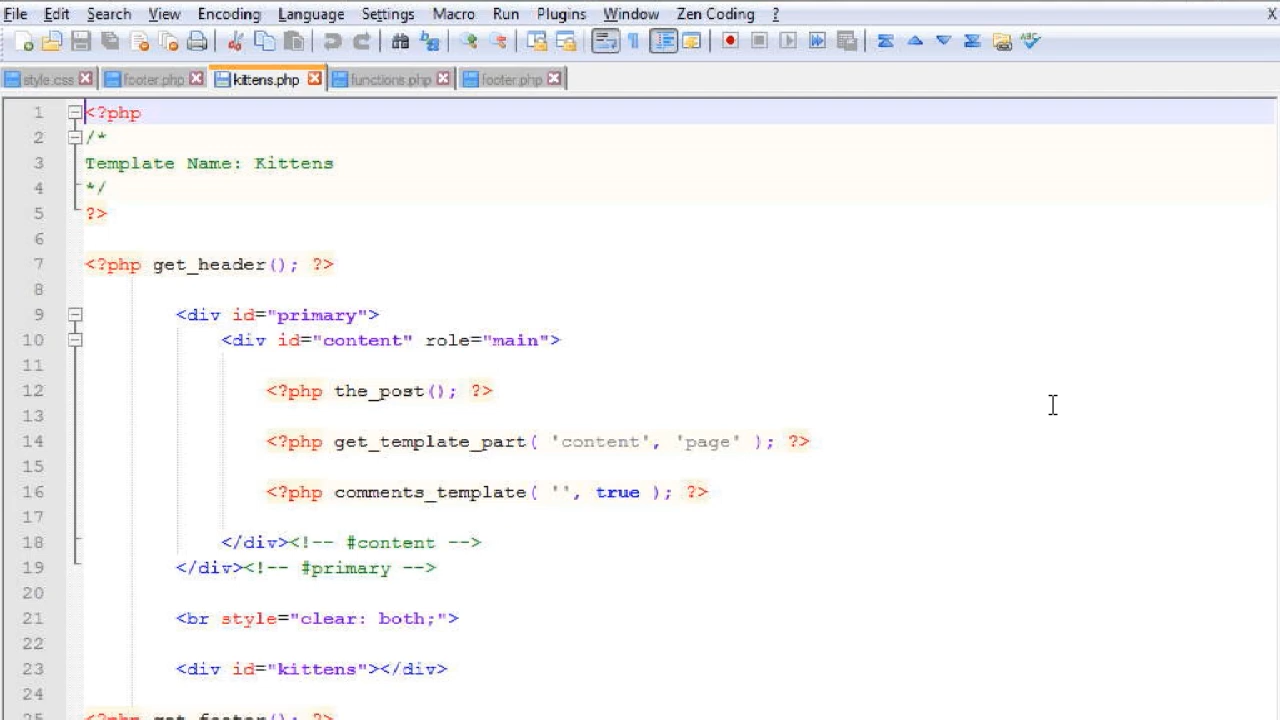 File Edit Search View Encoding Language Settings Macro Run Plugins Window Zen Coding ? X
style.css footer.php kittens.php functions.php footer.php
1 <?php
2 /*
3 Template Name: Kittens
4 */
5 ?>
6
7 <?php get_header(); ?>
8
9 <div id="primary">
10 <div id="content" role="main">
11
12 <?php the_post(); ?>
13
14 <?php get_template_part( 'content', 'page' ); ?>
15
16 <?php comments_template( '', true ); ?>
17
18 </div><!-- #content -->
19 </div><!-- #primary -->
20
21 <br style="clear: both;">
22
23 <div id="kittens"></div>
24
25 <?php get_footer(); ?>